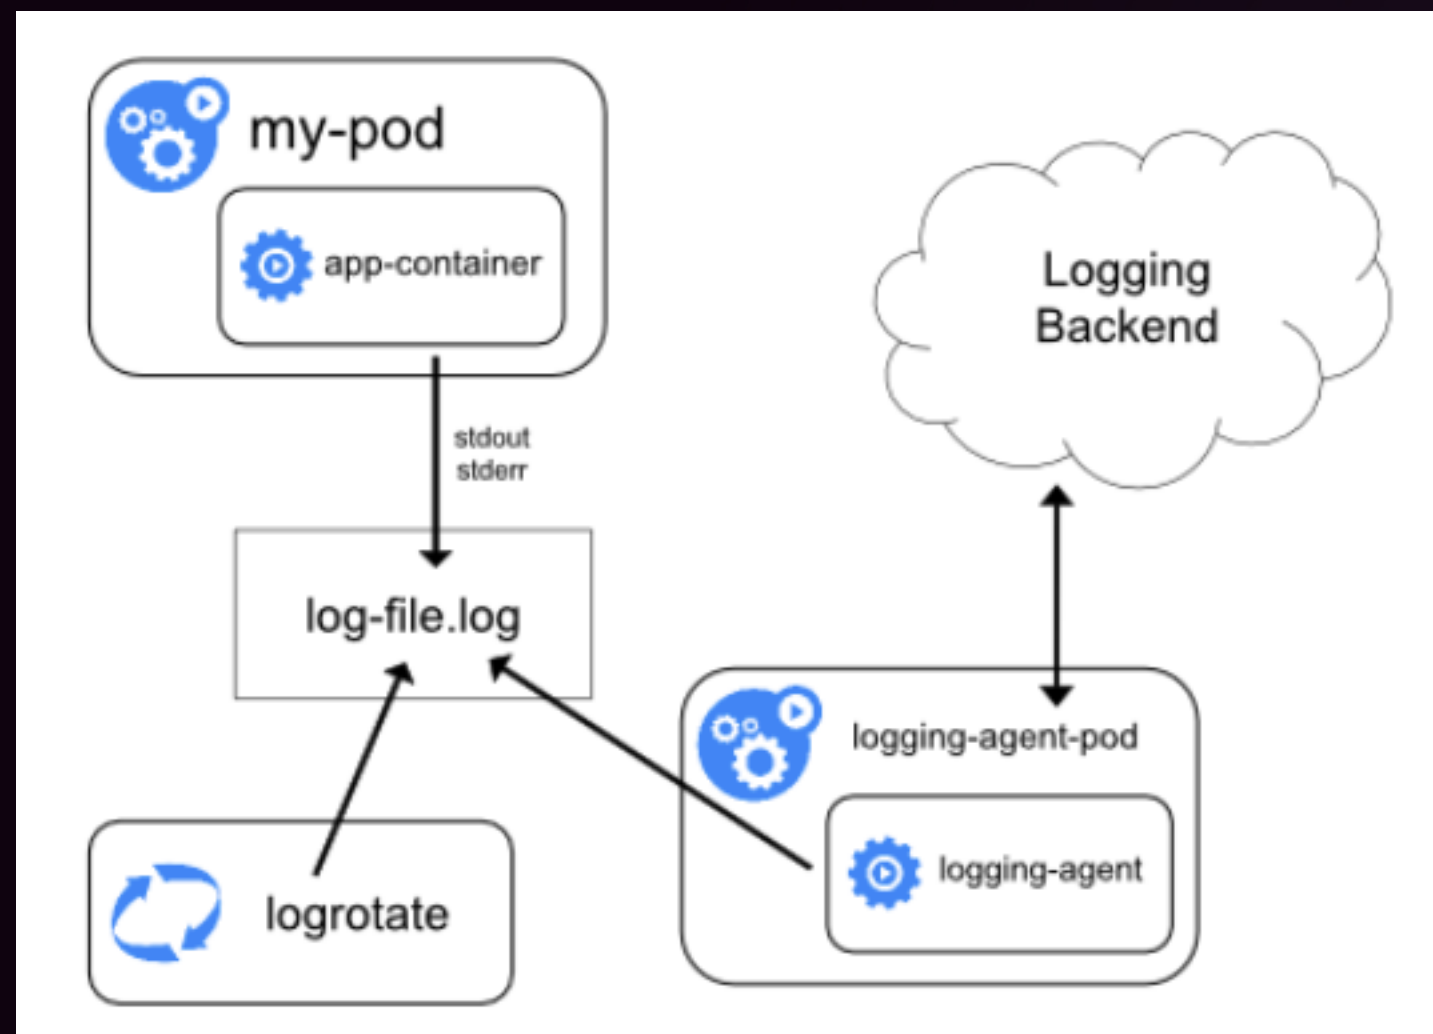 my-pod
app-container
Logging
Backend
stdout
stderr
log-file.log
logging-agent-pod
logging-agent
logrotate